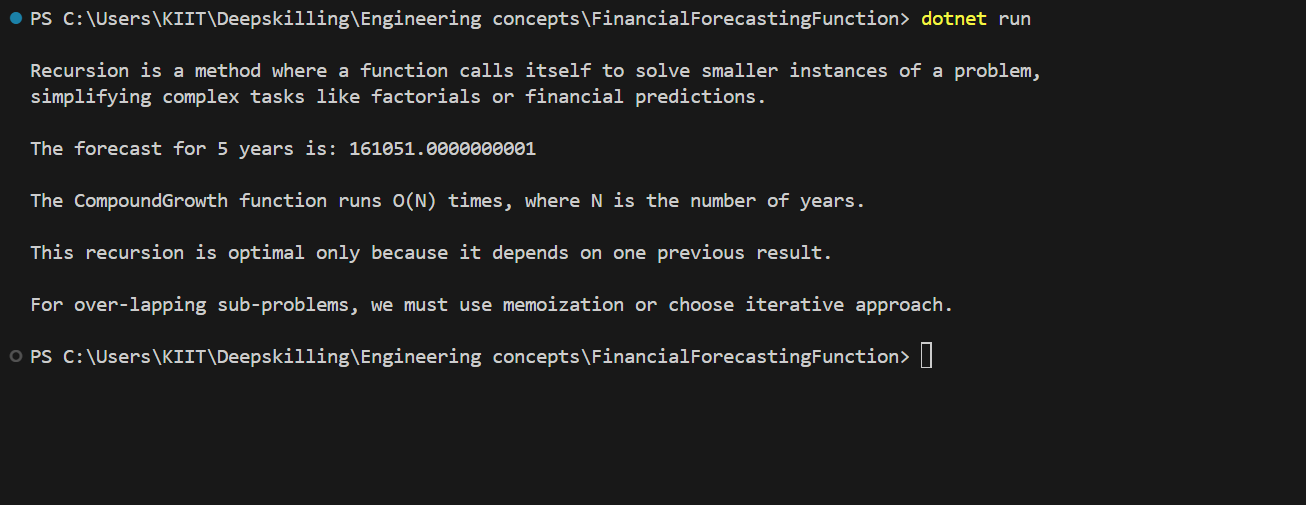 PS C:\Users\KIIT\Deepskilling\Engineering concepts\FinancialForecastingFunction> dotnet run
Recursion is a method where a function calls itself to solve smaller instances of a problem,
simplifying complex tasks like factorials or financial predictions.
The forecast for 5 years is: 161051.0000000001
The CompoundGrowth function runs O(N) times, where N is the number of years.
This recursion is optimal only because it depends on one previous result.
For over-lapping sub-problems, we must use memoization or choose iterative approach.
PS C:\Users\KIIT\Deepskilling\Engineering concepts\FinancialForecastingFunction>